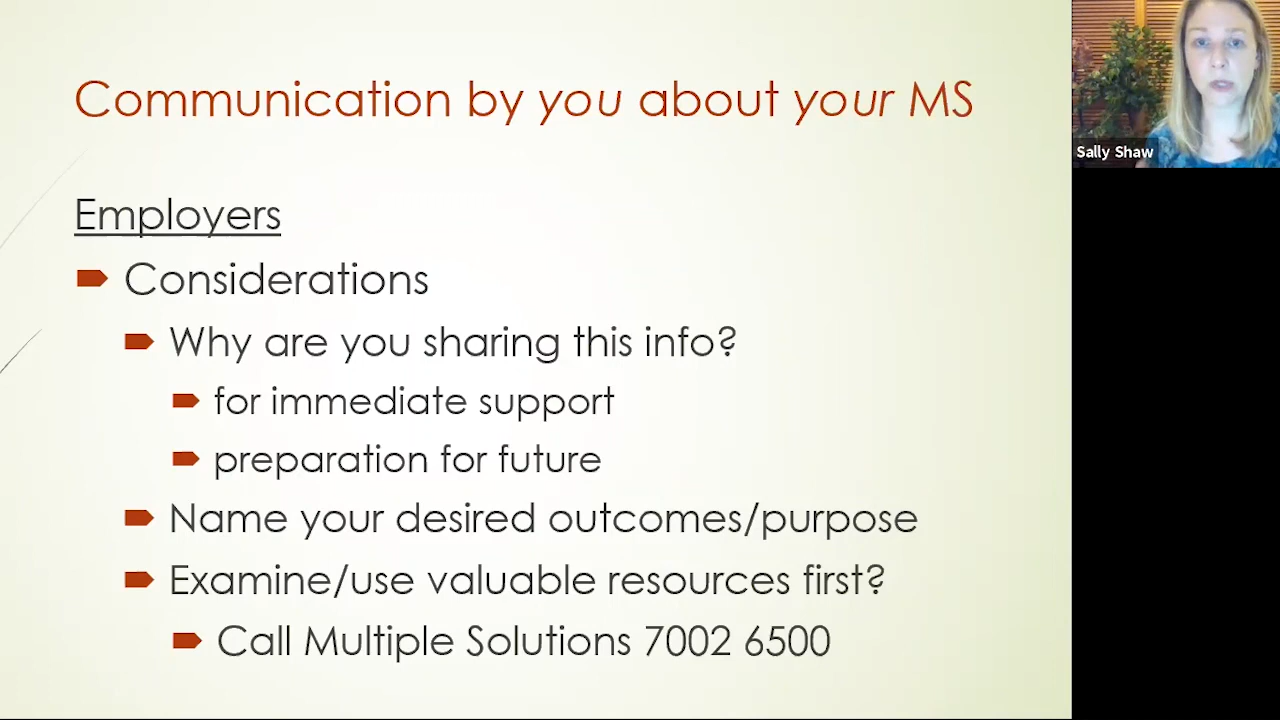 Communication by you about your MS
Sally Shaw
Employers
Considerations
Why are you sharing this info?
for immediate support
preparation for future
Name your desired outcomes/purpose
Examine/use valuable resources first?
Call Multiple Solutions 7002 6500